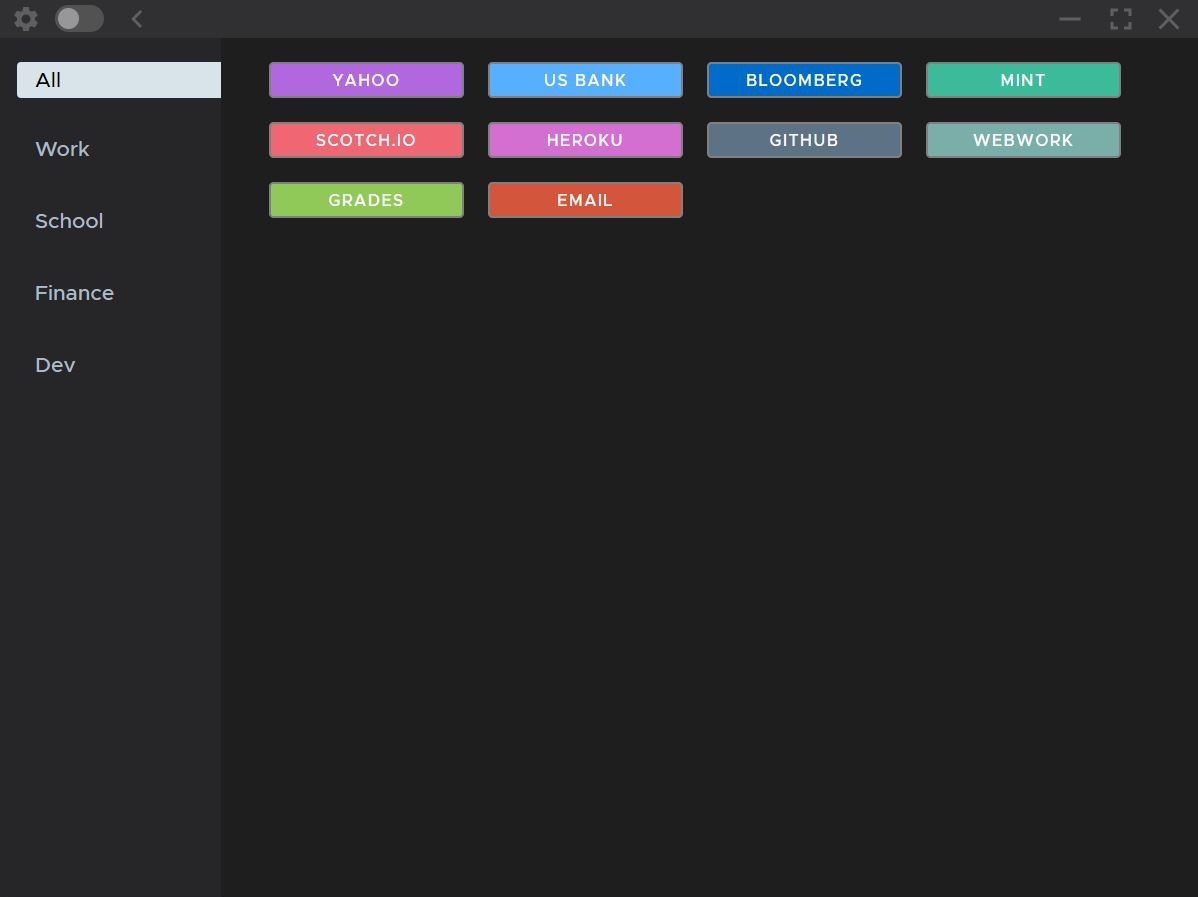 All
Work
School
Finance
Dev
YAHOO
US BANK
BLOOMBERG
MINT
SCOTCH.IO
HEROKU
GITHUB
WEBWORK
GRADES
EMAIL